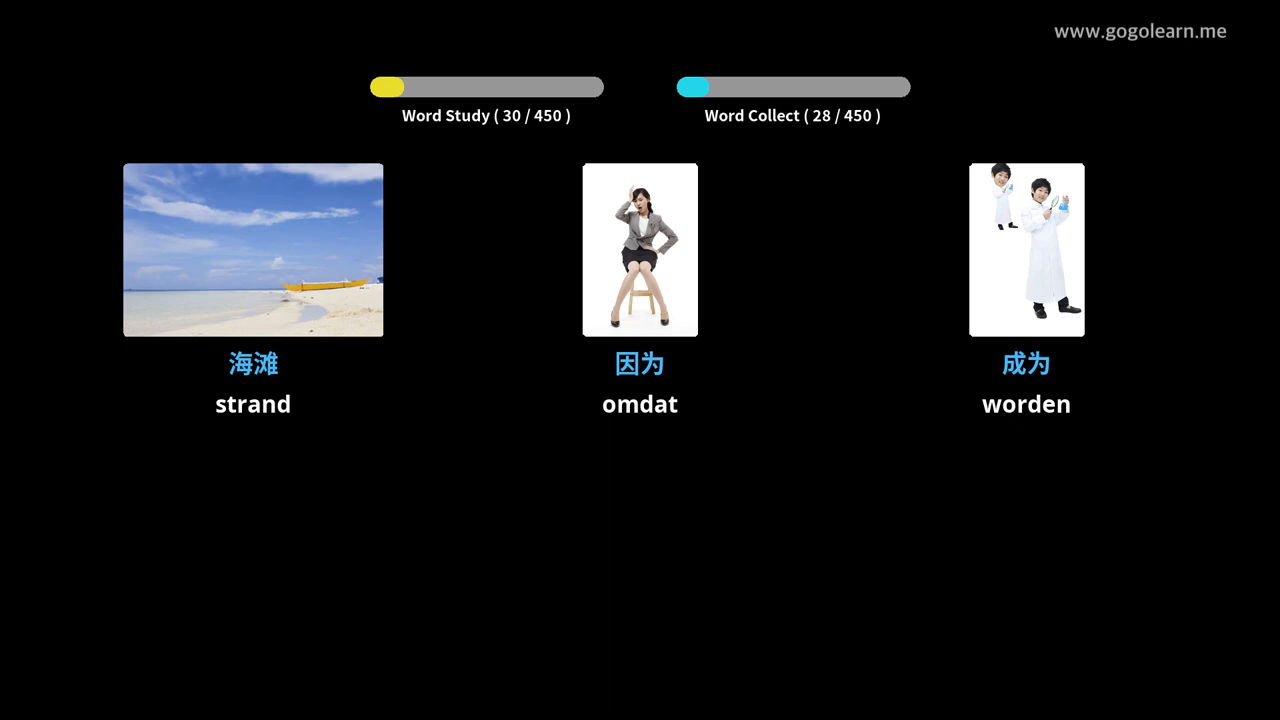 www.gogolearn.me
Word Study ( 30 / 450 )
Word Collect ( 28 / 450 )
海滩
strand
因为
omdat
成为
worden